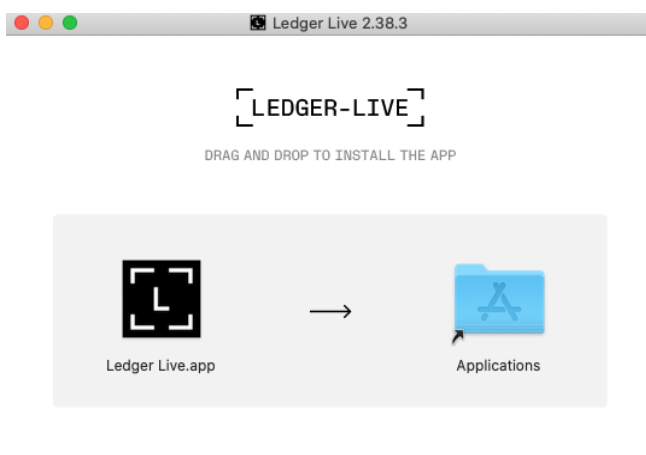 Ledger Live 2.38.3
LEDGER-LIVE
DRAG AND DROP TO INSTALL THE APP
L
Ledger Live.app
Applications